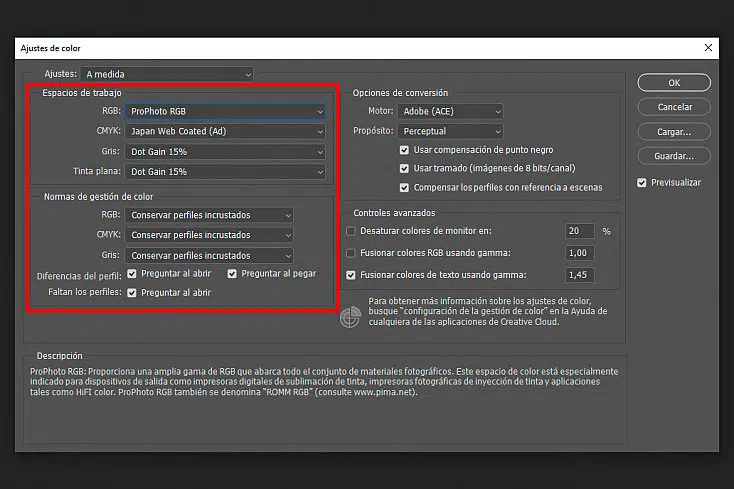 Ajustes de color
Ajustes: A medida
Espacios de trabajo
RGB: ProPhoto RGB
CMYK: Japan Web Coated (Ad)
Gris: Dot Gain 15%
Tinta plana: Dot Gain 15%
Normas de gestión de color
RGB: Conservar perfiles incrustados
CMYK: Conservar perfiles incrustados
Gris: Conservar perfiles incrustados
Diferencias del perfil: Preguntar al abrir Preguntar al pegar
Faltan los perfiles: Preguntar al abrir
Opciones de conversión
Motor: Adobe (ACE)
Propósito: Perceptual
Usar compensación de punto negro
Usar tramado (imágenes de 8 bits/canal)
Compensar los perfiles con referencia a escenas
Controles avanzados
Desaturar colores de monitor en: 20 %
Fusionar colores RGB usando gamma: 1,00
Fusionar colores de texto usando gamma: 1,45
Para obtener más información sobre los ajustes de color,
busque "configuración de la gestión de color" en la Ayuda de
cualquiera de las aplicaciones de Creative Cloud.
OK
Cancelar
Cargar...
Guardar...
Previsualizar
Descripción
ProPhoto RGB: Proporciona una amplia gama de RGB que abarca todo el conjunto de materiales fotográficos. Este espacio de color está especialmente
indicado para dispositivos de salida como impresoras digitales de sublimación de tinta, impresoras fotográficas de inyección de tinta y aplicaciones
tales como HiFI color. ProPhoto RGB también se denomina "ROMM RGB" (consulte www.pima.net).